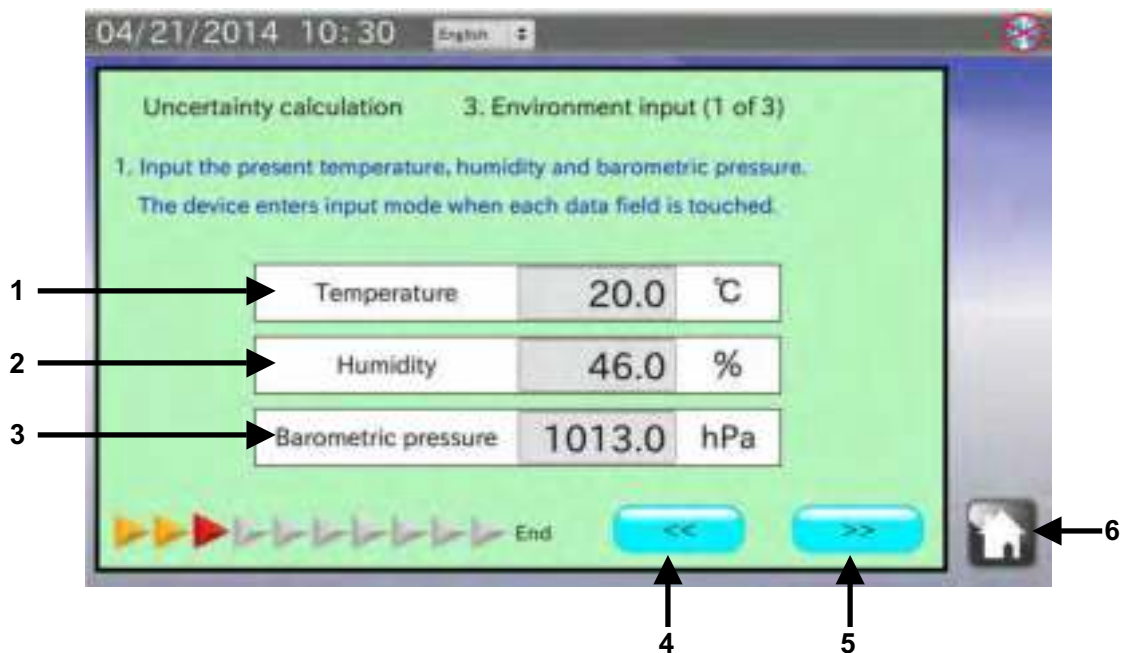 04/21/2014 10:30 English
Uncertainty calculation 3. Environment input (1 of 3)
1. Input the present temperature, humidity and barometric pressure.
The device enters input mode when each data field is touched.
1 Temperature 20.0 ℃
2 Humidity 46.0 %
3 Barometric pressure 1013.0 hPa
End << >> 6
4 5